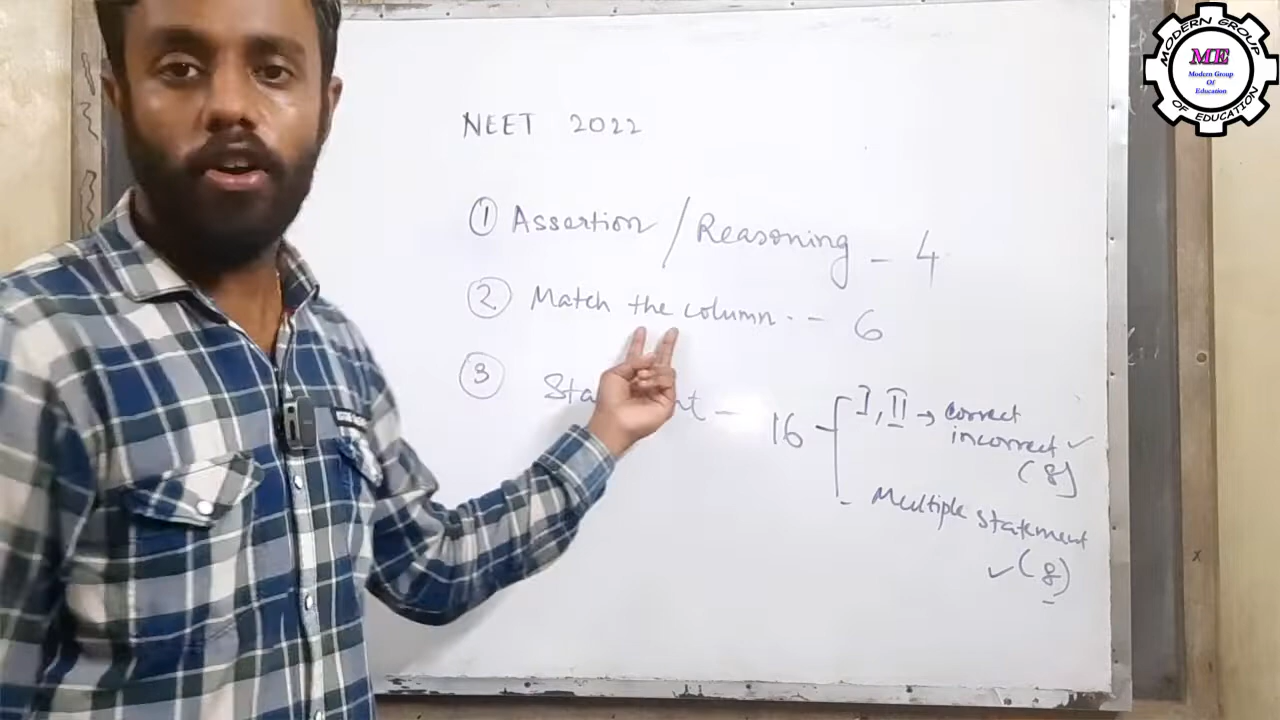 NEET 2022
① Assertion / Reasoning - 4
② Match the column - - 6
③ - 16
I, II → correct
incorrect ✓
(8)
- Multiple statement
✓ (8)
MODERN GROUP
OF EDUCATION
ME
Modern Group
Of
Education